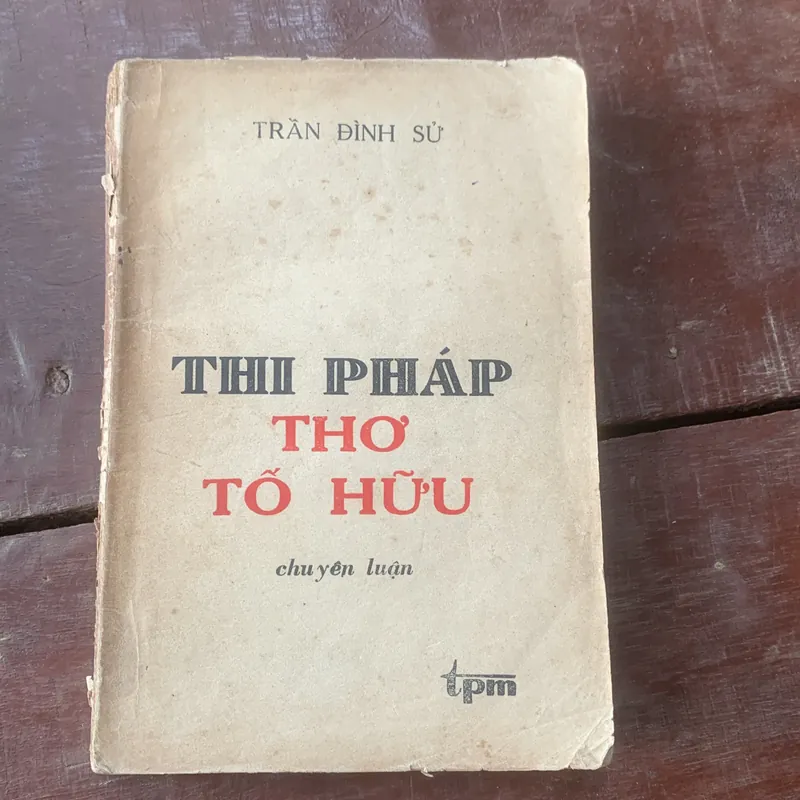 TRẦN ĐÌNH SỬ
THI PHÁP
THƠ
TỐ HỮU
chuyên luận
tpm